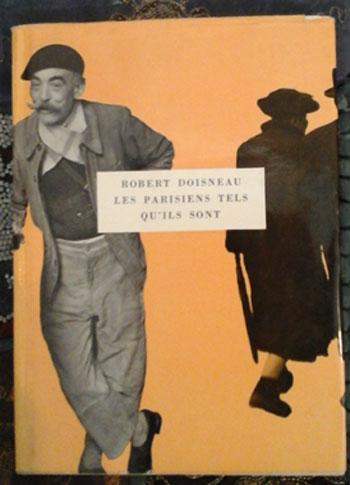 ROBERT DOISNEAU
LES PARISIENS TELS
QU'ILS SONT